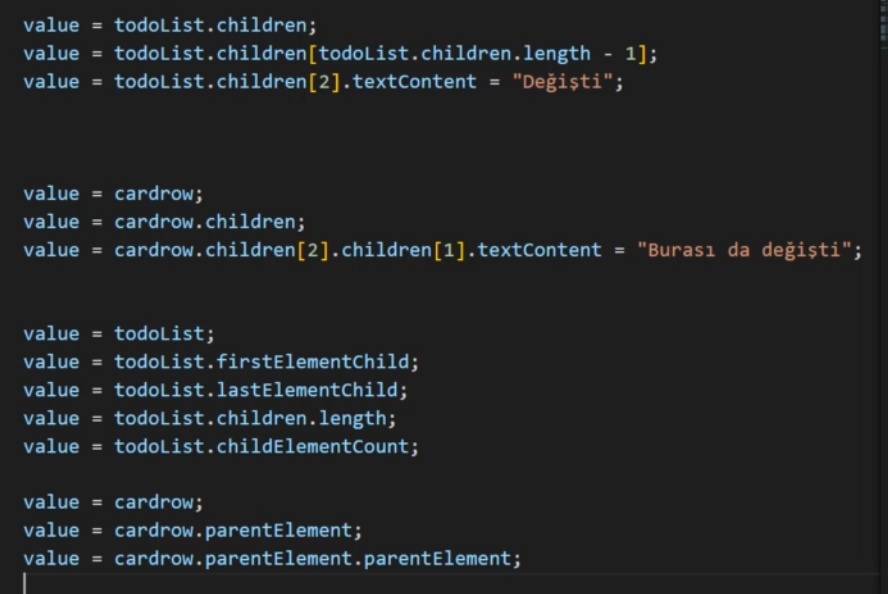 value = todoList.children;
value = todoList.children[todoList.children.length - 1];
value = todoList.children[2].textContent = "Değişti";
value = cardrow;
value = cardrow.children;
value = cardrow.children[2].children[1].textContent = "Burası da değişti";
value = todoList;
value = todoList.firstElementChild;
value = todoList.lastElementChild;
value = todoList.children.length;
value = todoList.childElementCount;
value = cardrow;
value = cardrow.parentElement;
value = cardrow.parentElement.parentElement;